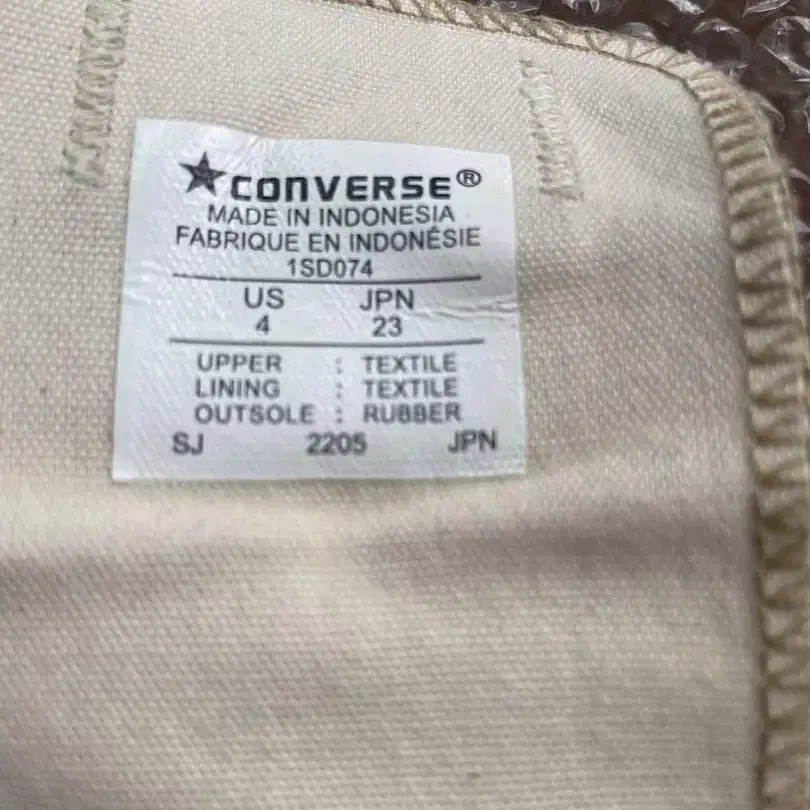 CONVERSE®
MADE IN INDONESIA
FABRIQUE EN INDONÉSIE
1SD074
US JPN
4 23
UPPER : TEXTILE
LINING : TEXTILE
OUTSOLE : RUBBER
SJ 2205 JPN